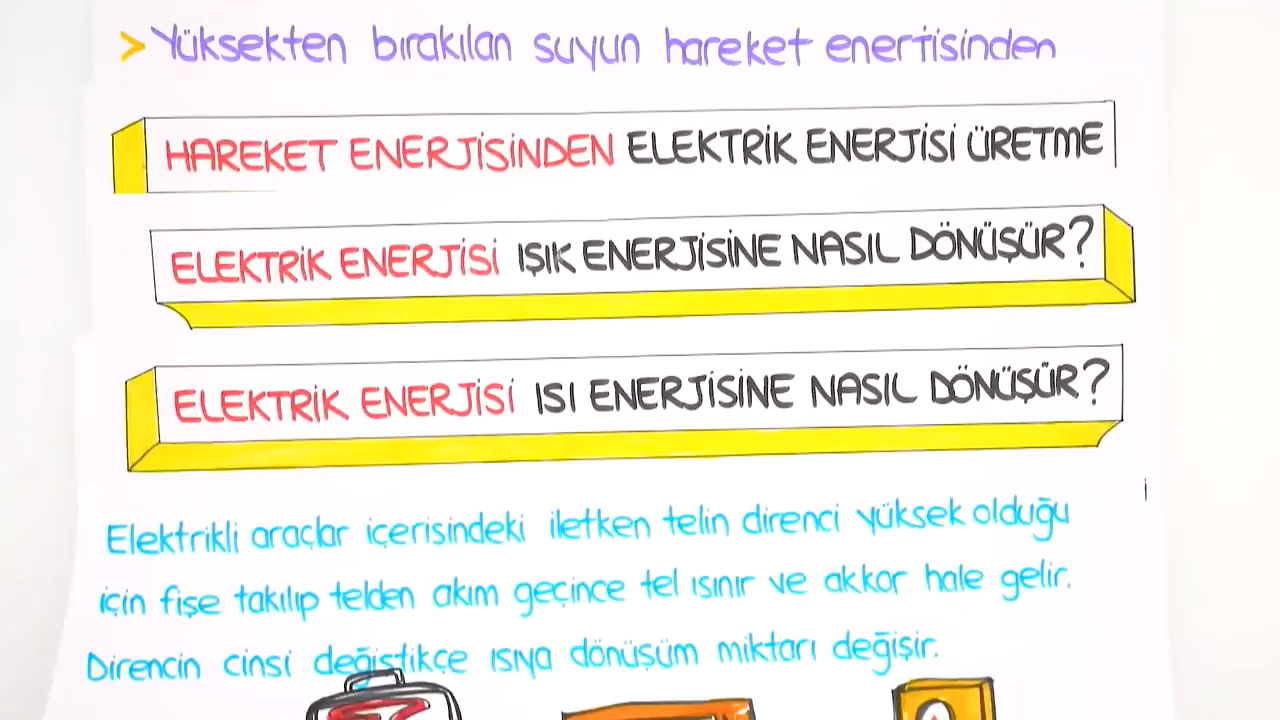 > Yüksekten bırakılan suyun hareket enerjisinden
HAREKET ENERJİSİNDEN ELEKTRİK ENERJİSİ ÜRETME
ELEKTRİK ENERJİSİ IŞIK ENERJİSİNE NASIL DÖNÜŞÜR?
ELEKTRİK ENERJİSİ ISI ENERJİSİNE NASIL DÖNÜŞÜR?
Elektrikli araçlar içerisindeki iletken telin direnci yüksek olduğu
için fişe takılıp telden akım geçince tel ısınır ve akkor hale gelir.
Direncin cinsi değiştikçe ısıya dönüşüm miktarı değişir.